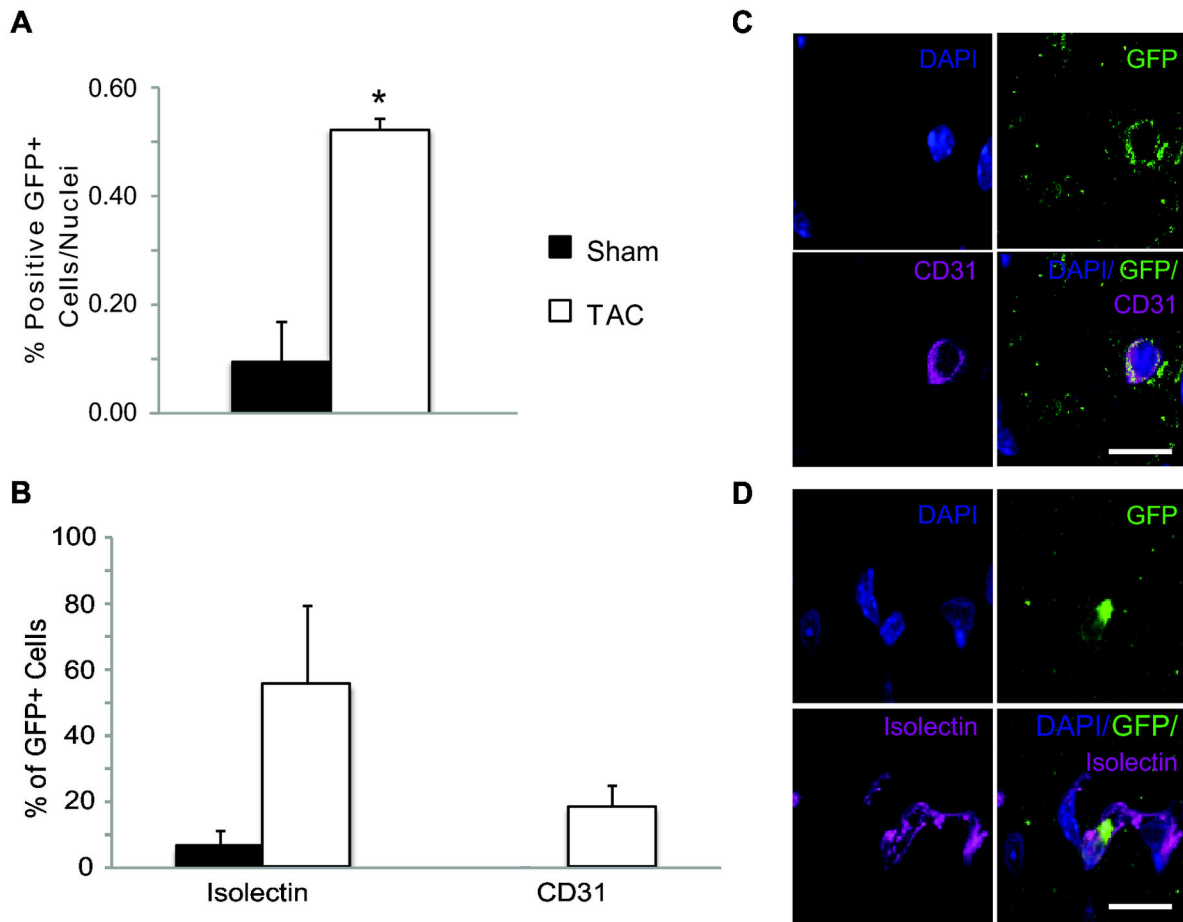 A
% Positive GFP+
Cells/Nuclei
0.60
*
0.40
0.20
0.00
Sham
TAC
B
% of GFP+ Cells
100
80
60
40
20
0
Isolectin
CD31
C
DAPI
GFP
CD31
DAPI/GFP/
CD31
D
DAPI
GFP
Isolectin
DAPI/GFP/
Isolectin